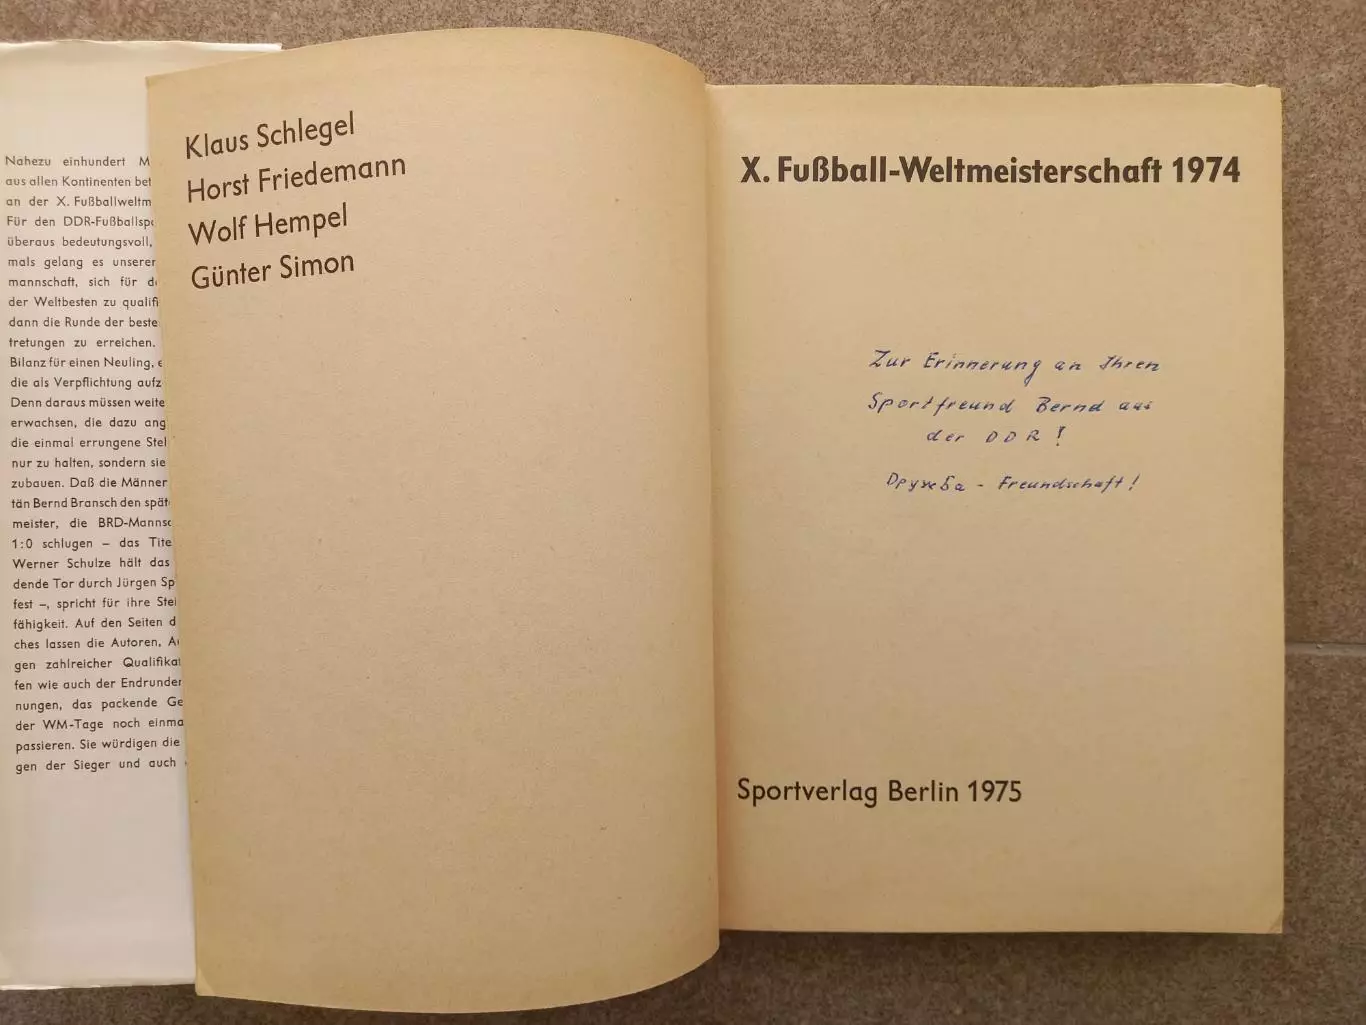 Nahezu einhundert M
aus allen Kontinenten bet
an der X. Fußballweltm
Für den DDR-Fußballspo
überaus bedeutungsvoll,
mals gelang es unserer
mannschaft, sich für d
der Weltbesten zu qualifi
dann die Runde der beste
tretungen zu erreichen.
Bilanz für einen Neuling, e
die als Verpflichtung aufz
Denn daraus müssen weite
erwachsen, die dazu ang
die einmal errungene Stel
nur zu halten, sondern sie
zubauen. Daß die Männer
tän Bernd Bransch den spät
meister, die BRD-Mannsc
1:0 schlugen – das Tite
Werner Schulze hält das
dende Tor durch Jürgen Sp
fest –, spricht für ihre Stei
fähigkeit. Auf den Seiten d
ches lassen die Autoren, A
gen zahlreicher Qualifikat
fen wie auch der Endrunden
nungen, das packende Ge
der WM-Tage noch einma
passieren. Sie würdigen die
gen der Sieger und auch
Klaus Schlegel
Horst Friedemann
Wolf Hempel
Günter Simon
X. Fußball-Weltmeisterschaft 1974
Zur Erinnerung an Ihren
Sportfreund Bernd aus
der DDR!
Дружба - Freundschaft!
Sportverlag Berlin 1975